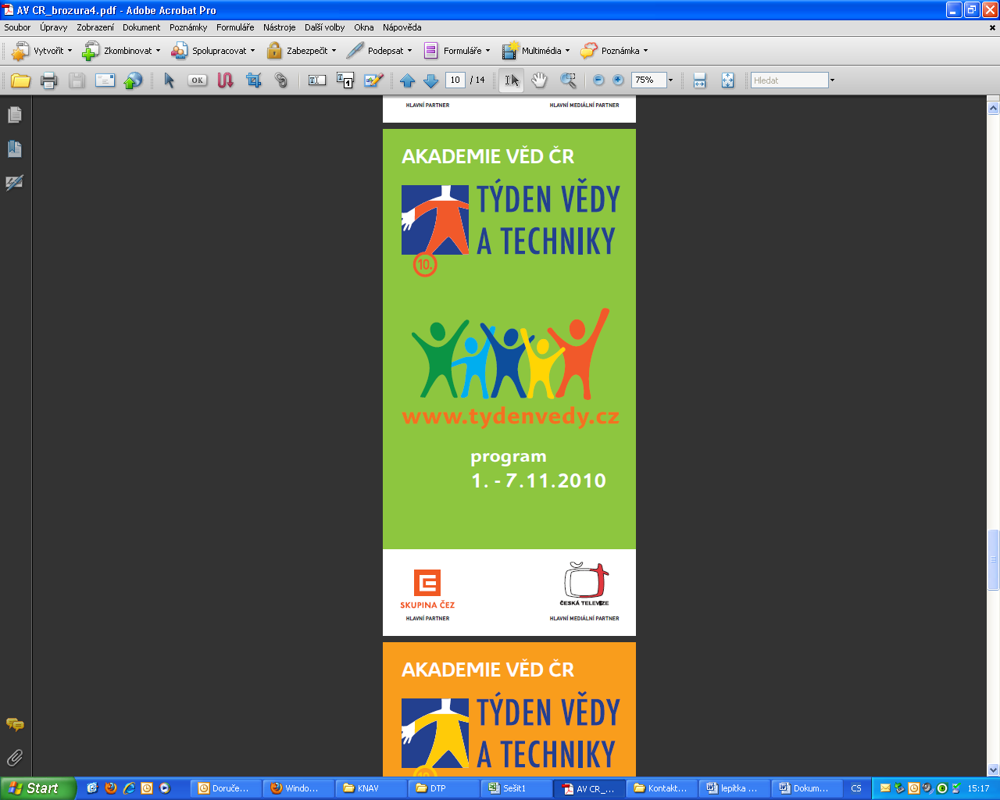 AV CR_brozura4.pdf - Adobe Acrobat Pro
Soubor Úpravy Zobrazení Dokument Poznámky Formuláře Nástroje Další volby Okna Nápověda
Vytvořit Zkombinovat Spolupracovat Zabezpečit Podepsat Formuláře Multimédia Poznámka
OK 10 / 14 75% Hledat
HLAVNÍ PARTNER HLAVNÍ MEDIÁLNÍ PARTNER
AKADEMIE VĚD ČR
TÝDEN VĚDY
A TECHNIKY
10.
www.tydenvedy.cz
program
1. - 7.11.2010
SKUPINA ČEZ ČESKÁ TELEVIZE
HLAVNÍ PARTNER HLAVNÍ MEDIÁLNÍ PARTNER
AKADEMIE VĚD ČR
TÝDEN VĚDY
A TECHNIKY
Start Doruče... Windo... KNAV DTP Sešit1 AV CR_... Kontakt... lepítka ... Dokum... CS 15:17